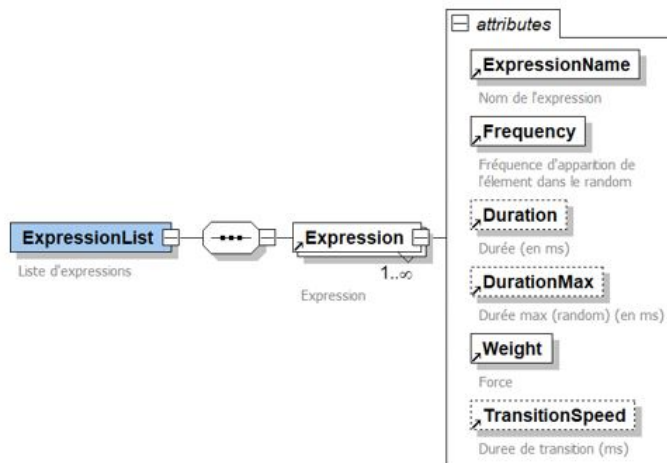 attributes
ExpressionName
Nom de l'expression
Frequency
Fréquence d'apparition de
l'élement dans le random
Duration
Durée (en ms)
DurationMax
Durée max (random) (en ms)
Weight
Force
TransitionSpeed
Duree de transition (ms)
ExpressionList
Liste d'expressions
Expression
1..∞
Expression